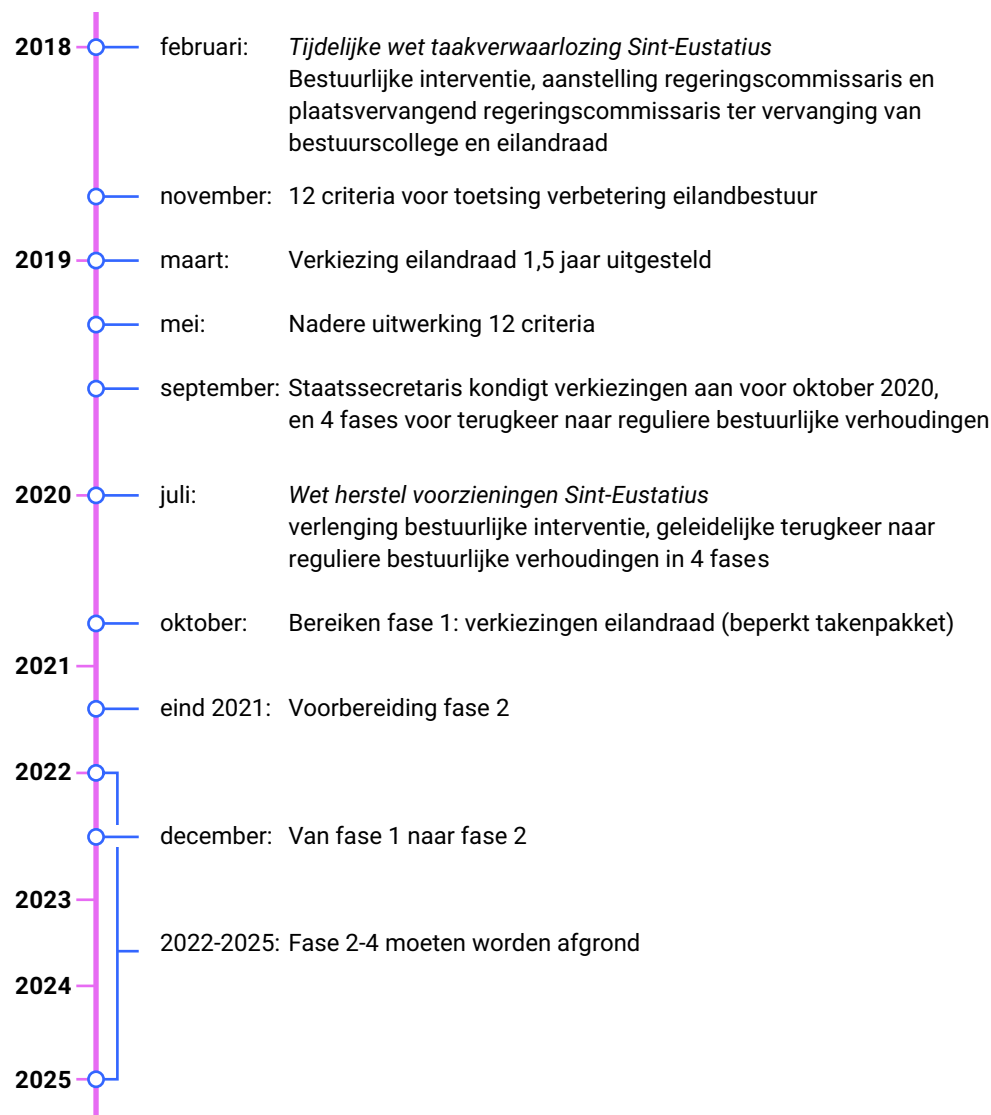 2018 februari: Tijdelijke wet taakverwaarlozing Sint-Eustatius
Bestuurlijke interventie, aanstelling regeringscommissaris en
plaatsvervangend regeringscommissaris ter vervanging van
bestuurscollege en eilandraad
november: 12 criteria voor toetsing verbetering eilandbestuur
2019 maart: Verkiezing eilandraad 1,5 jaar uitgesteld
mei: Nadere uitwerking 12 criteria
september: Staatssecretaris kondigt verkiezingen aan voor oktober 2020,
en 4 fases voor terugkeer naar reguliere bestuurlijke verhoudingen
2020 juli: Wet herstel voorzieningen Sint-Eustatius
verlenging bestuurlijke interventie, geleidelijke terugkeer naar
reguliere bestuurlijke verhoudingen in 4 fases
oktober: Bereiken fase 1: verkiezingen eilandraad (beperkt takenpakket)
2021
eind 2021: Voorbereiding fase 2
2022
december: Van fase 1 naar fase 2
2023
2022-2025: Fase 2-4 moeten worden afgrond
2024
2025